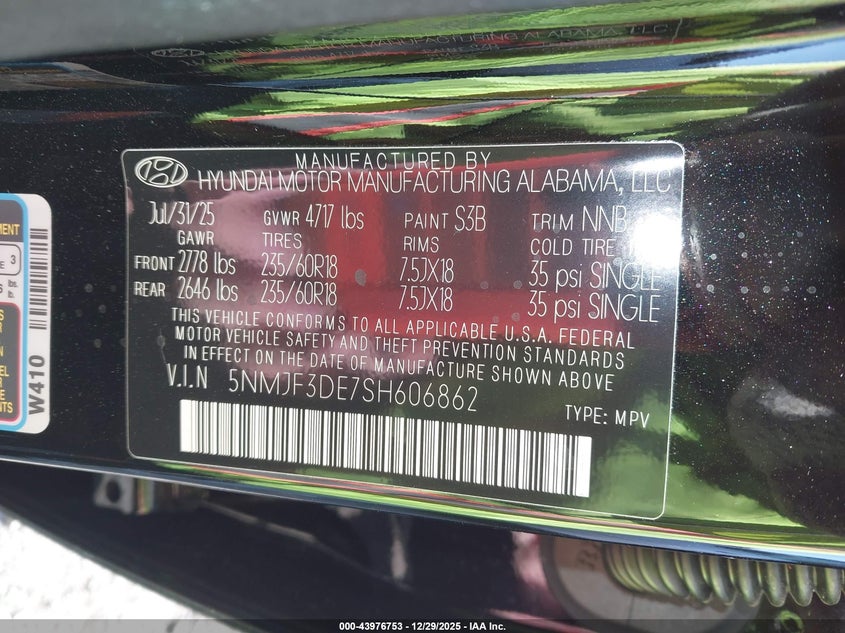 MANUFACTURED BY
HYUNDAI MOTOR MANUFACTURING ALABAMA, LLC
Jul/31/25 GVWR 4717 lbs PAINT S3B TRIM NNB
GAWR TIRES RIMS COLD TIRE
FRONT 2778 lbs 235/60R18 7.5JX18 35 psi SINGLE
REAR 2646 lbs 235/60R18 7.5JX18 35 psi SINGLE
THIS VEHICLE CONFORMS TO ALL APPLICABLE U.S.A. FEDERAL
MOTOR VEHICLE SAFETY AND THEFT PREVENTION STANDARDS
IN EFFECT ON THE DATE OF MANUFACTURE SHOWN ABOVE
V.I.N 5NMJF3DE7SH606862
TYPE: MPV
W410
3
lbs.
lb.
000-43976753 - 12/29/2025 - IAA Inc.